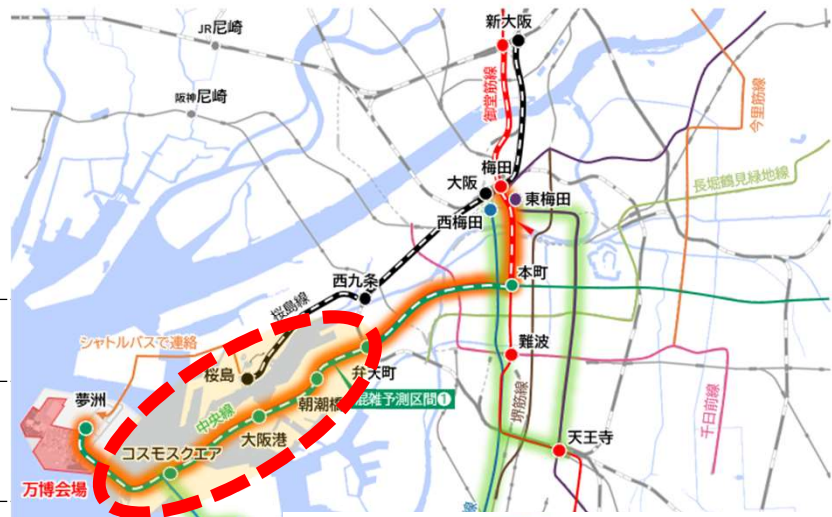 新大阪
JR尼崎
阪神尼崎
御堂筋線
今里筋線
梅田
大阪
東梅田
西梅田
長堀鶴見緑地線
西九条
本町
桜島線
シャトルバスで連絡
難波
桜島
弁天町
朝潮橋
混雑予測区間①
夢洲
中央線
大阪港
堺筋線
千日前線
コスモスクエア
天王寺
万博会場
線